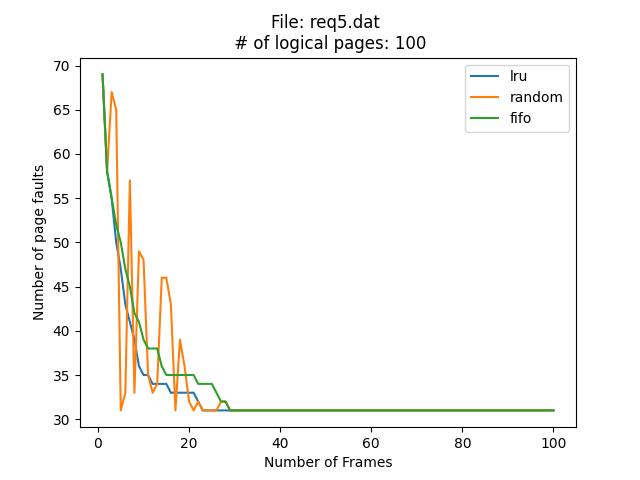 File: req5.dat
# of logical pages: 100
70
65
60
55
50
45
40
35
30
Number of page faults
lru
random
fifo
0
20
40
60
80
100
Number of Frames